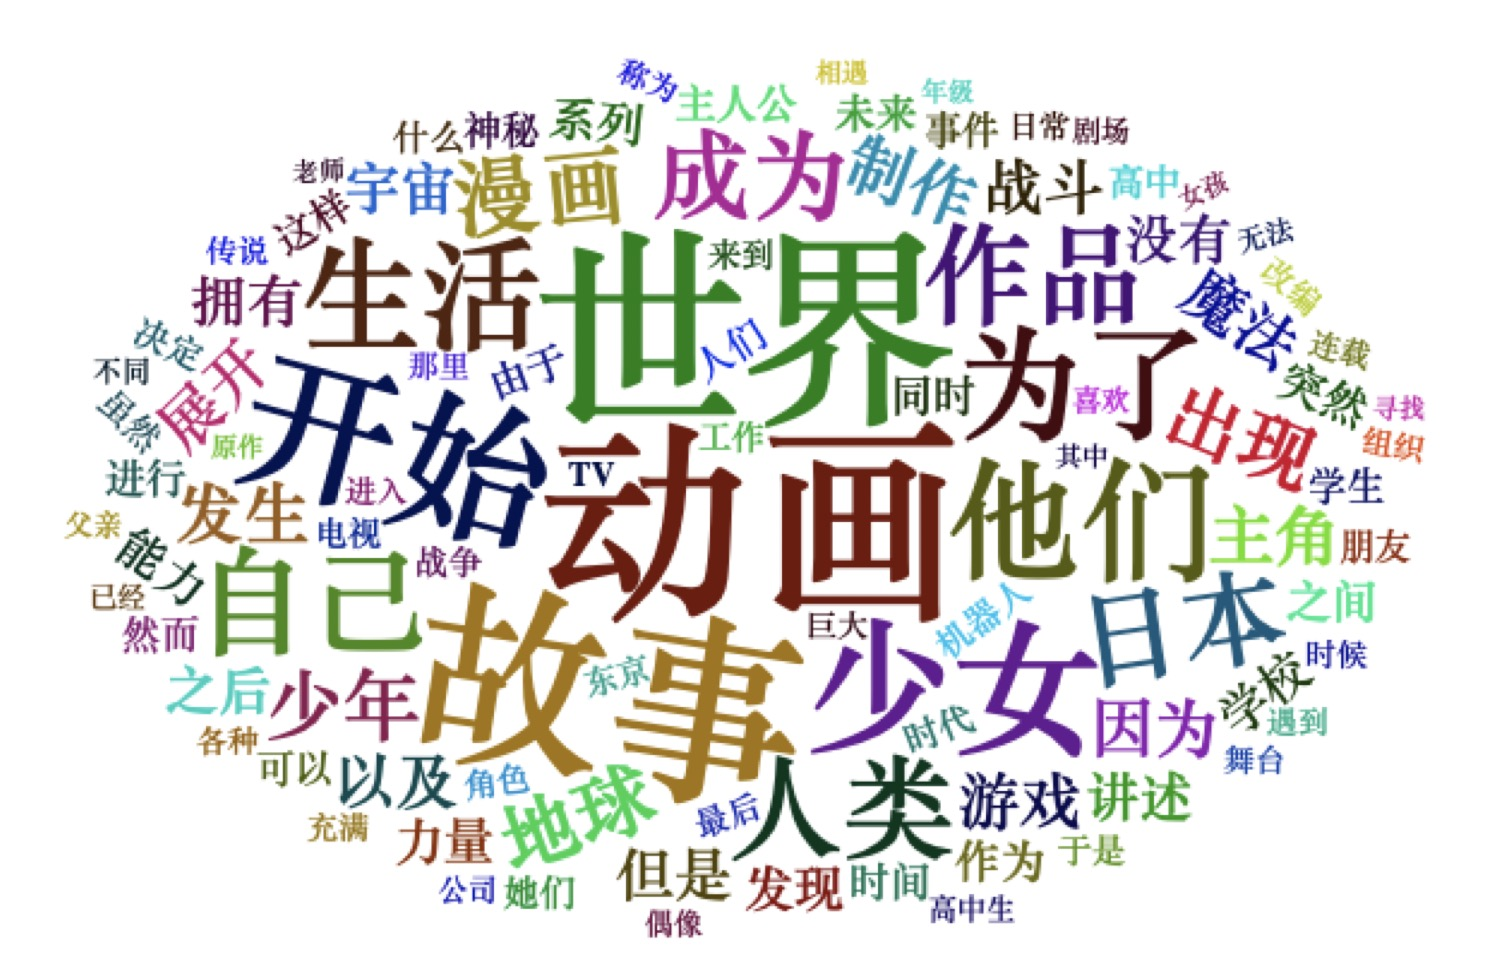 相遇
称为
年级
主人公
系列
未来
事件
日常
剧场
什么
神秘
老师
宇宙
漫画
成为
制作
战斗
高中
女孩
这样
传说
生活
世界
来到
作品
没有
无法
拥有
魔法
改编
决定
不同
展开
那里
由于
人们
同时
为了
喜欢
连载
突然
寻找
虽然
原作
开始
工作
出现
组织
进行
进入
TV
动画
其中
他们
学生
发生
父亲
电视
能力
战争
主角
朋友
已经
自己
然而
故事
巨大
机器人
日本
之间
时候
之后
少年
东京
少女
时代
因为
学校
遇到
各种
可以
以及
角色
地球
最后
人类
游戏
讲述
舞台
充满
力量
但是
发现
时间
作为
于是
公司
她们
偶像
高中生